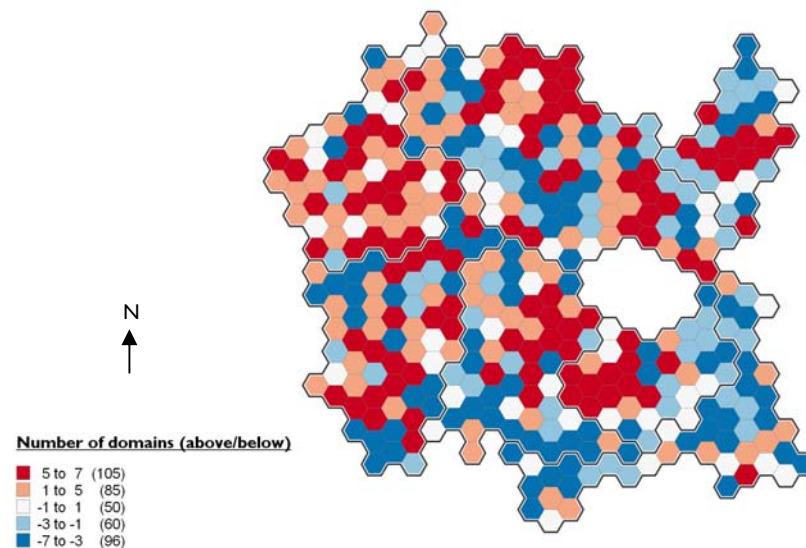 N
Number of domains (above/below)
5 to 7 (105)
1 to 5 (85)
-1 to 1 (50)
-3 to -1 (60)
-7 to -3 (96)